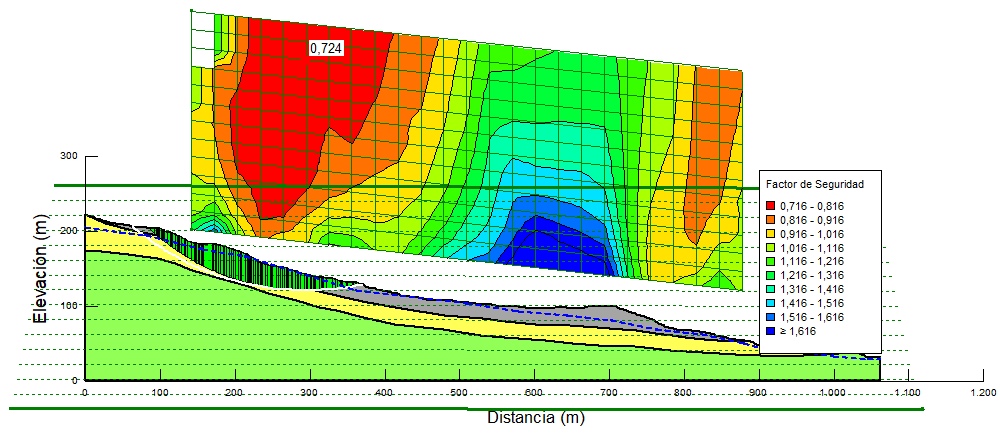 0,724
300
Factor de Seguridad
0,716 - 0,816
0,816 - 0,916
0,916 - 1,016
1,016 - 1,116
1,116 - 1,216
1,216 - 1,316
1,316 - 1,416
1,416 - 1,516
1,516 - 1,616
≥ 1,616
200
100
0
Elevacion (m)
0 100 200 300 400 500 600 700 800 900 1.000 1.100 1.200
Distancia (m)